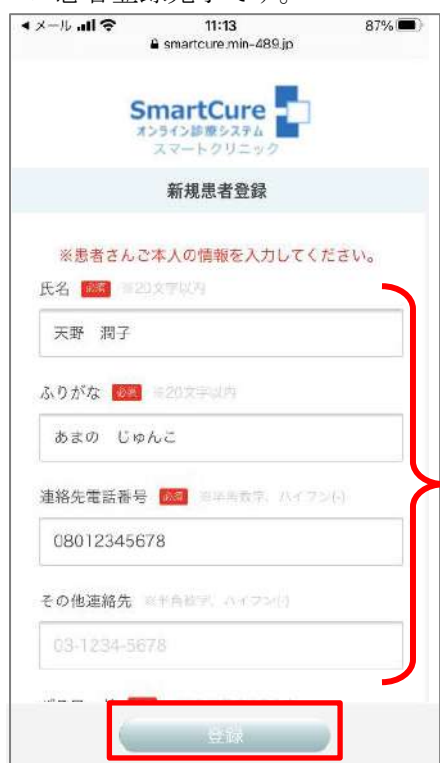 患者登録完了です。
◀メール 11:13 87%
smartcure.min-489.jp
SmartCure
オンライン診療システム
スマートクリニック
新規患者登録
※患者さんご本人の情報を入力してください。
氏名 必須 ※20文字以内
天野 潤子
ふりがな 必須 ※20文字以内
あまの じゅんこ
連絡先電話番号 必須 ※半角数字、ハイフン(-)
08012345678
その他連絡先 ※半角数字、ハイフン(-)
03-1234-5678
登録